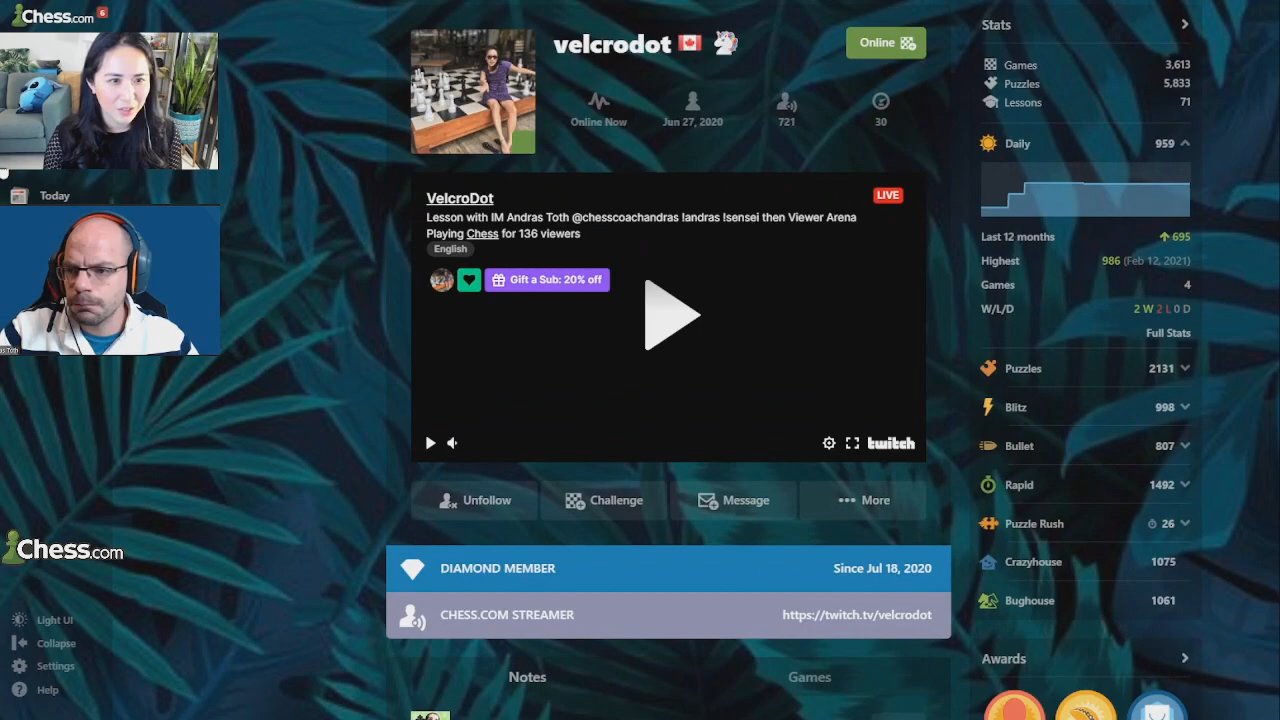 Chess.com 6
Today
as Toth
Chess.com
Light UI
Collapse
Settings
Help
velcrodot
Online
Online Now
Jun 27, 2020
721
30
VelcroDot
LIVE
Lesson with IM Andras Toth @chesscoachandras !andras !sensei then Viewer Arena
Playing Chess for 136 viewers
English
Gift a Sub: 20% off
twitch
Unfollow
Challenge
Message
More
DIAMOND MEMBER Since Jul 18, 2020
CHESS.COM STREAMER https://twitch.tv/velcrodot
Notes Games
Stats
Games 3,613
Puzzles 5,833
Lessons 71
Daily 959
Last 12 months 695
Highest 986 (Feb 12, 2021)
Games 4
W/L/D 2 W 2 L 0 D
Full Stats
Puzzles 2131
Blitz 998
Bullet 807
Rapid 1492
Puzzle Rush 26
Crazyhouse 1075
Bughouse 1061
Awards